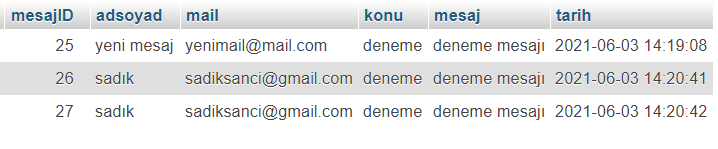 mesajID adsoyad mail konu mesaj tarih
25 yeni mesaj yenimail@mail.com deneme deneme mesajı 2021-06-03 14:19:08
26 sadık sadiksanci@gmail.com deneme deneme mesajı 2021-06-03 14:20:41
27 sadık sadiksanci@gmail.com deneme deneme mesajı 2021-06-03 14:20:42